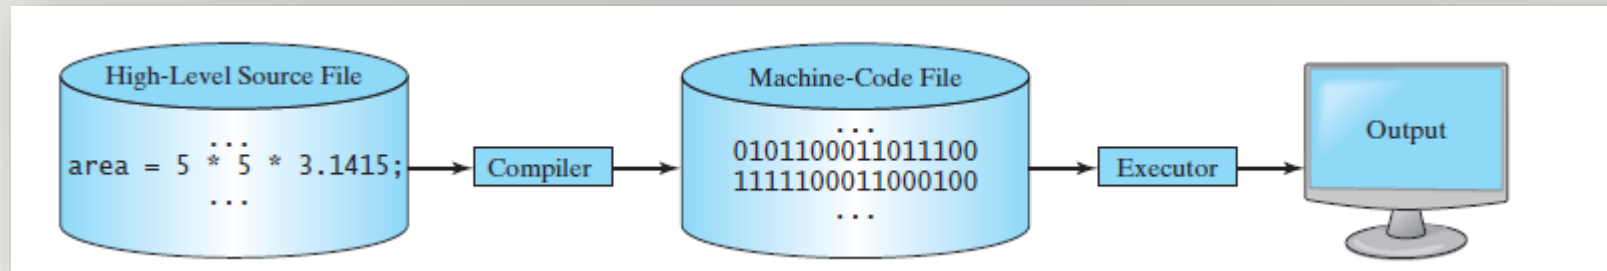 High-Level Source File
...
area = 5 * 5 * 3.1415;
...
Compiler
Machine-Code File
...
0101100011011100
1111100011000100
...
Executor
Output